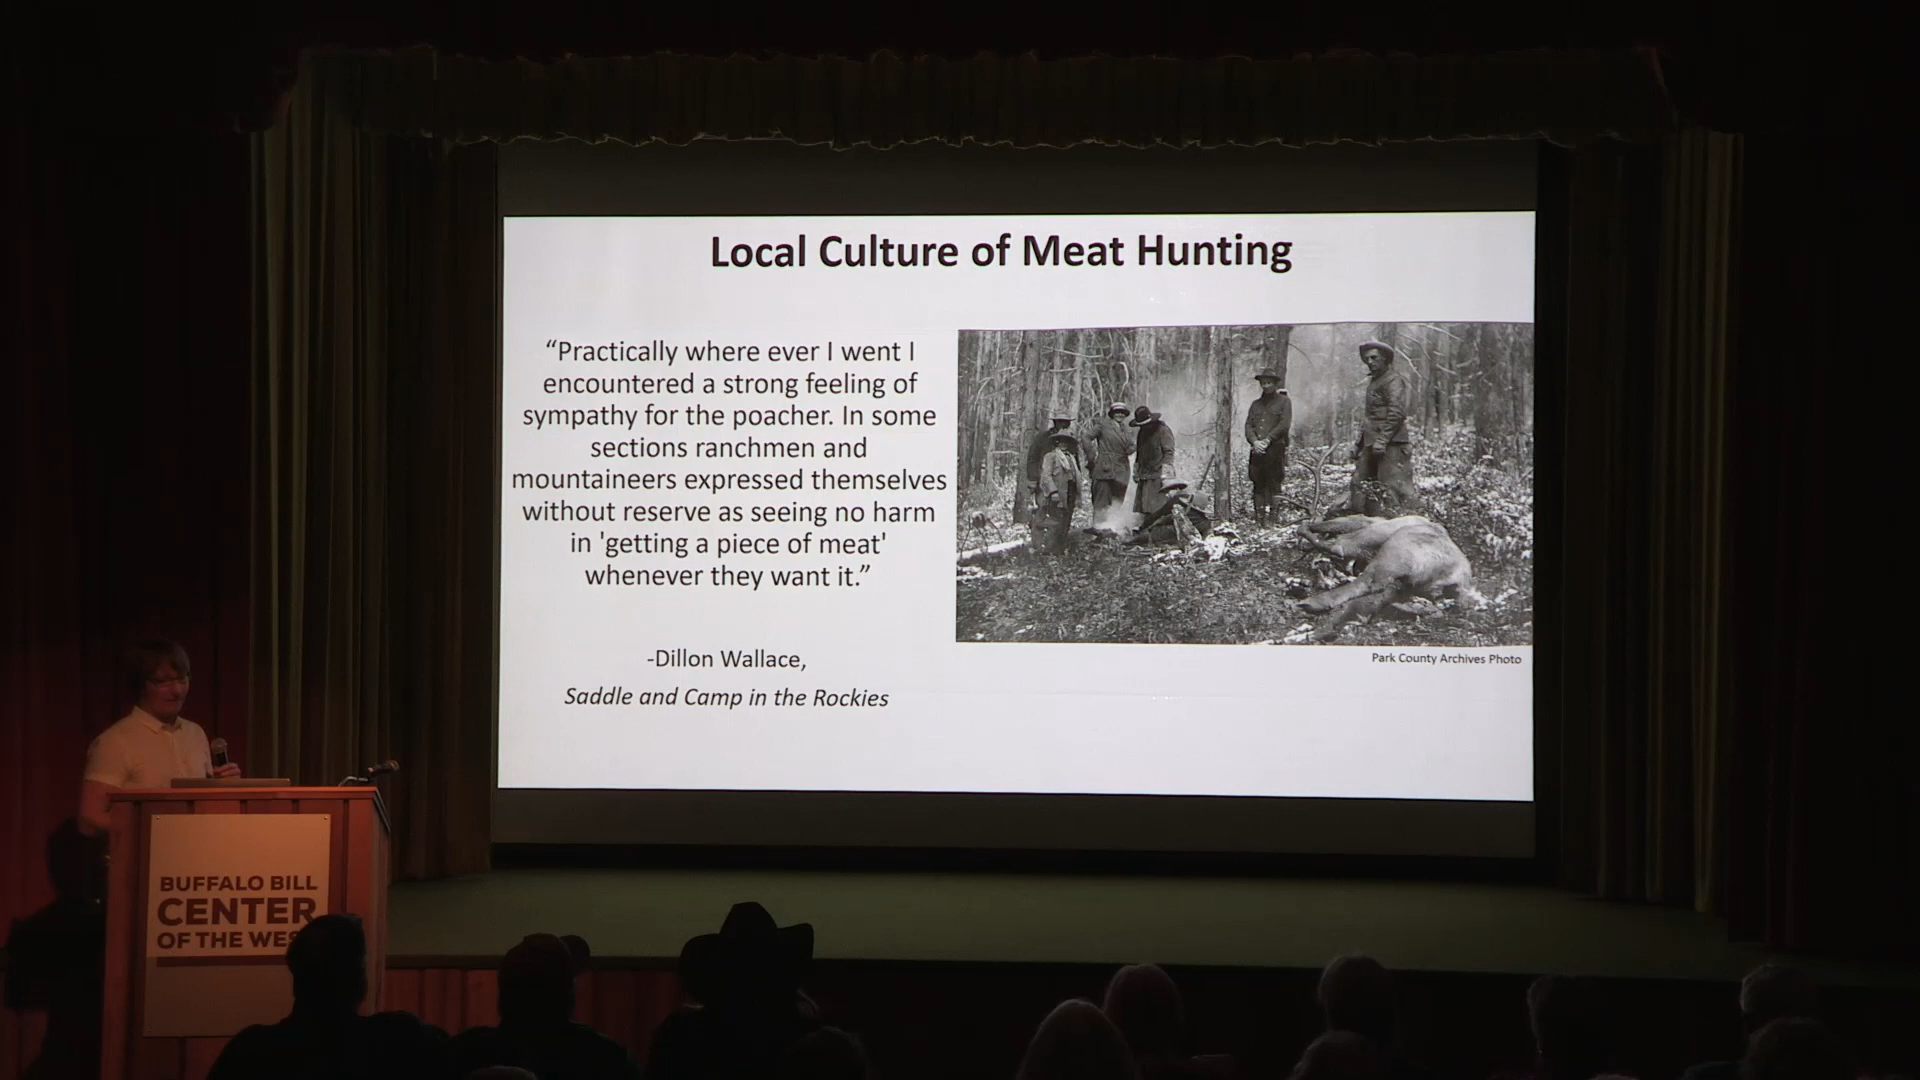 Local Culture of Meat Hunting
“Practically where ever I went I
encountered a strong feeling of
sympathy for the poacher. In some
sections ranchmen and
mountaineers expressed themselves
without reserve as seeing no harm
in 'getting a piece of meat'
whenever they want it.”
-Dillon Wallace,
Saddle and Camp in the Rockies
Park County Archives Photo
BUFFALO BILL
CENTER
OF THE WES